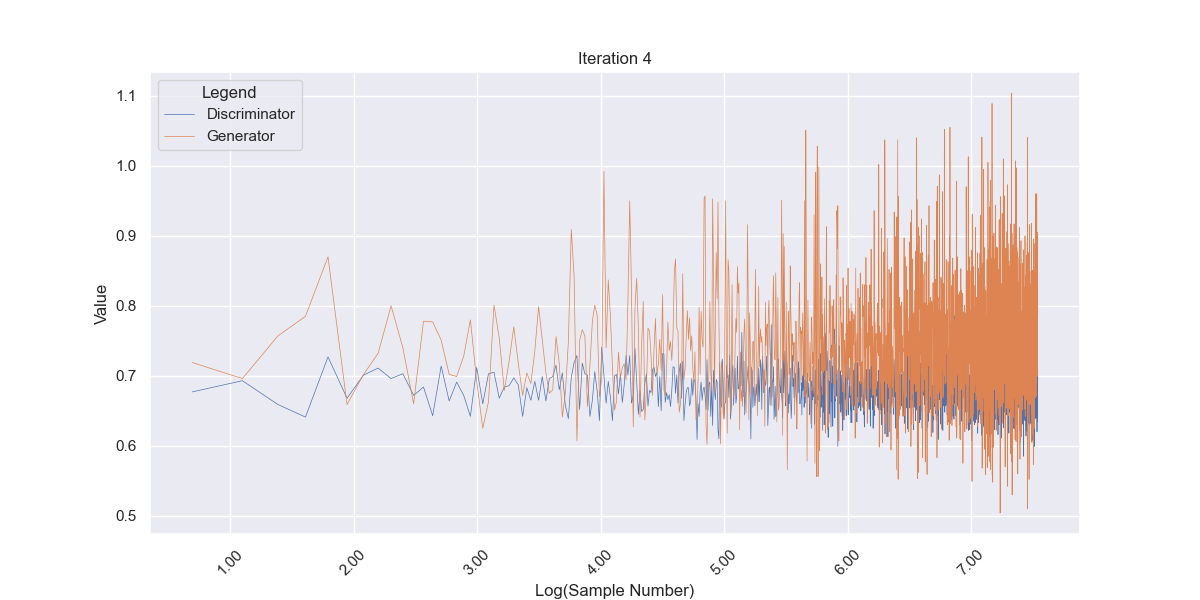 Iteration 4
Legend
Discriminator
Generator
Value
1.1
1.0
0.9
0.8
0.7
0.6
0.5
1.00
2.00
3.00
4.00
5.00
6.00
7.00
Log(Sample Number)